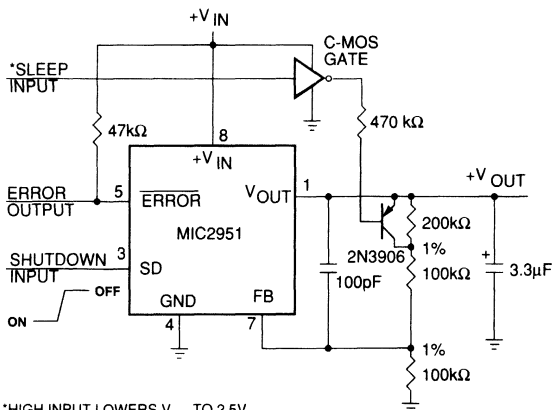 +V IN
*SLEEP
INPUT
C-MOS
GATE
47kΩ
470 kΩ
8
+V IN
ERROR
OUTPUT
5
ERROR
VOUT
1
+V OUT
MIC2951
200kΩ
SHUTDOWN
INPUT
3
SD
2N3906
1%
100kΩ
100pF
3.3µF
+
OFF
ON
GND
FB
4
7
1%
100kΩ